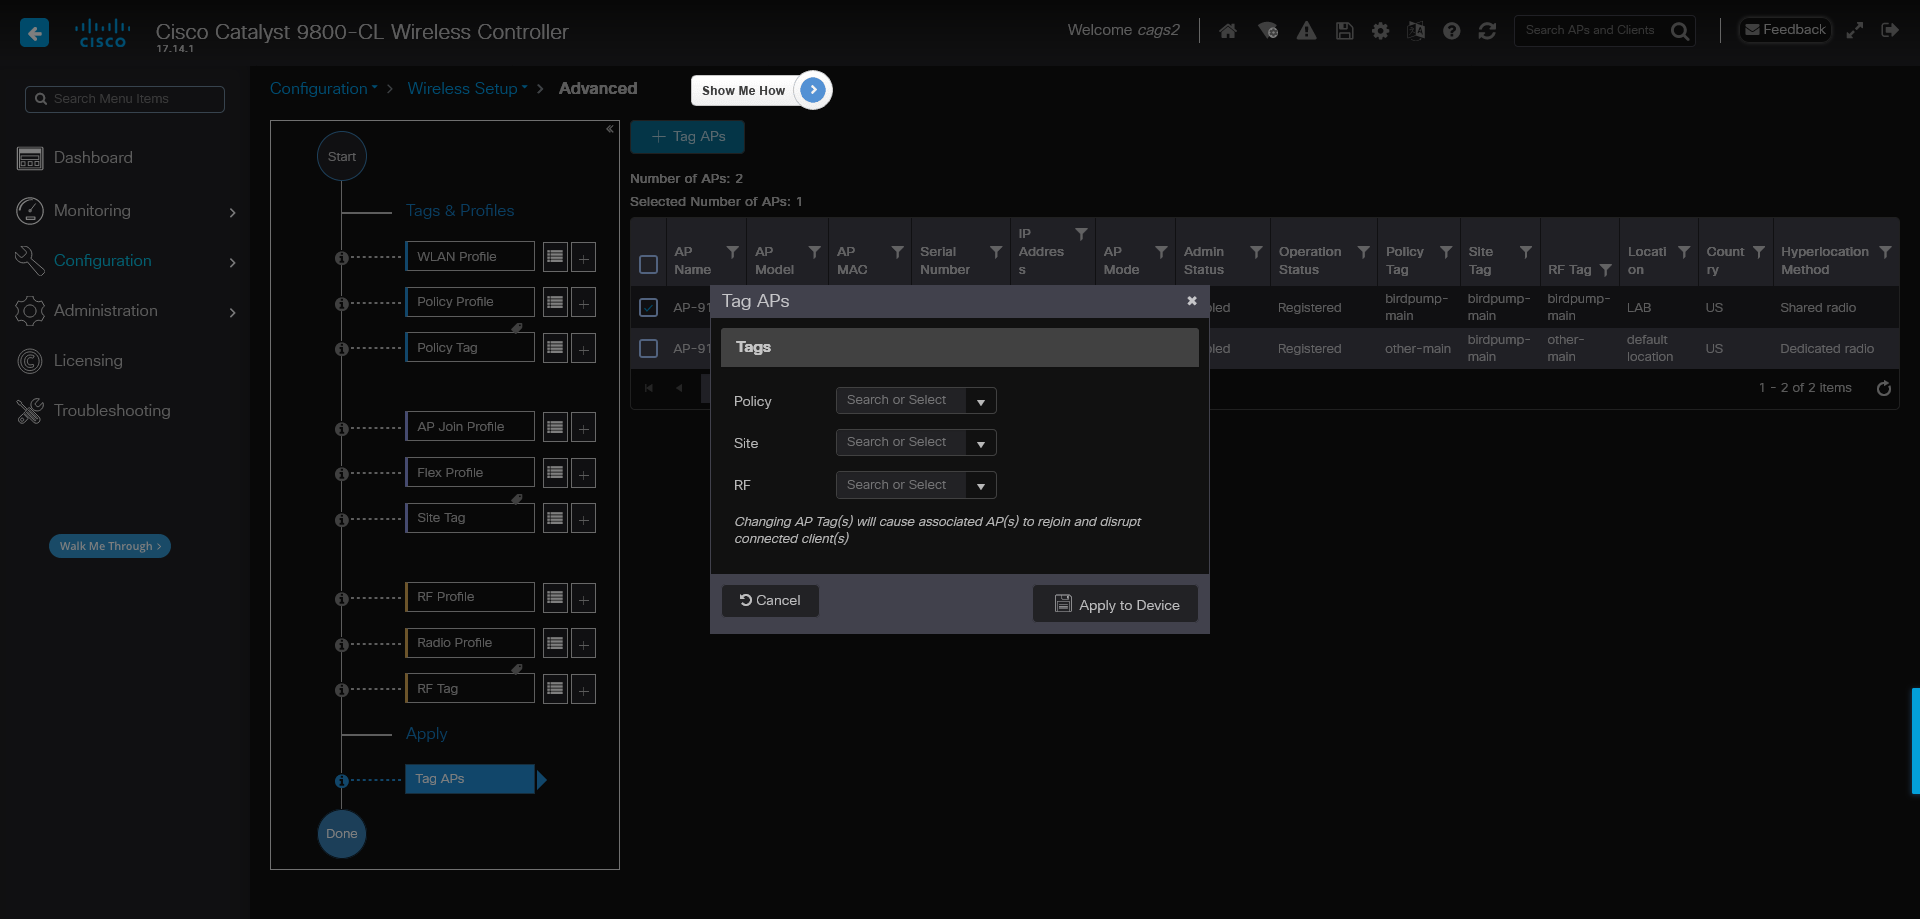 CISCO
Cisco Catalyst 9800-CL Wireless Controller
17.14.1
Welcome cags2
Search APs and Clients
Feedback
Search Menu Items
Dashboard
Monitoring
Configuration
Administration
Licensing
Troubleshooting
Walk Me Through >
Configuration > Wireless Setup > Advanced
Show Me How
Start
Tags & Profiles
WLAN Profile
Policy Profile
Policy Tag
AP Join Profile
Flex Profile
Site Tag
RF Profile
Radio Profile
RF Tag
Apply
Tag APs
Done
+ Tag APs
Number of APs: 2
Selected Number of APs: 1
AP Name
AP Model
AP MAC
Serial Number
IP Addres s
AP Mode
Admin Status
Operation Status
Policy Tag
Site Tag
RF Tag
Locati on
Count ry
Hyperlocation Method
AP-91 bled Registered birdpump-main birdpump-main birdpump-main LAB US Shared radio
AP-91 bled Registered other-main birdpump-main other-main default location US Dedicated radio
1 - 2 of 2 items
Tag APs
Tags
Policy Search or Select
Site Search or Select
RF Search or Select
Changing AP Tag(s) will cause associated AP(s) to rejoin and disrupt
connected client(s)
Cancel
Apply to Device